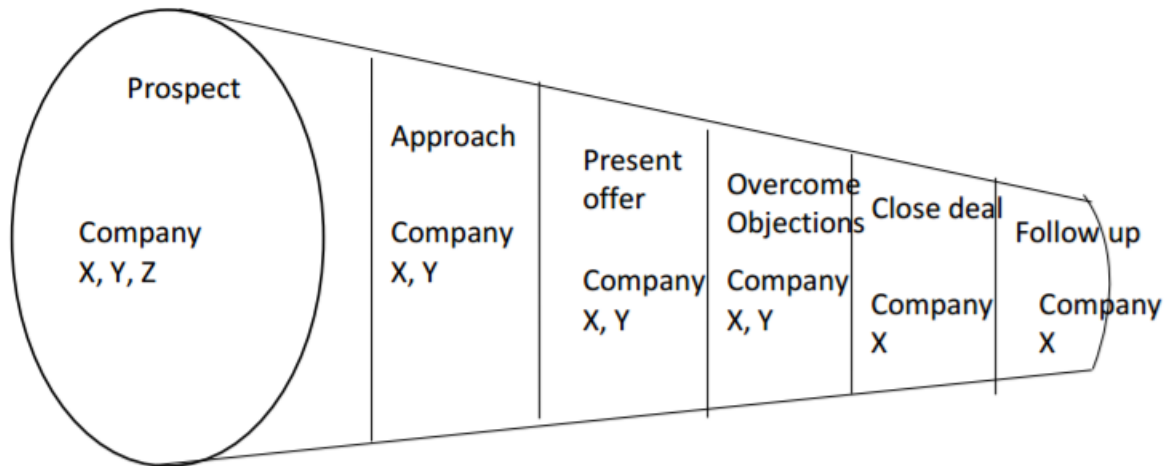 Prospect
Company
X, Y, Z
Approach
Company
X, Y
Present
offer
Company
X, Y
Overcome
Objections
Company
X, Y
Close deal
Company
X
Follow up
Company
X